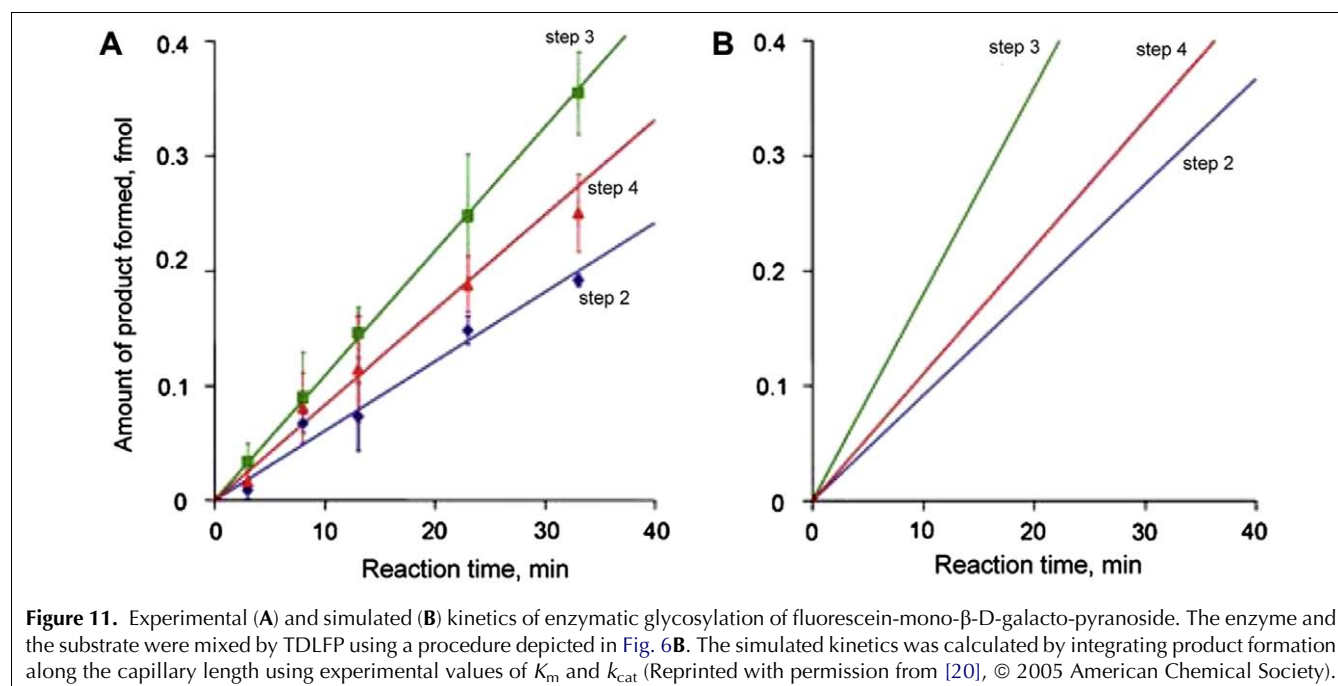 A
B
0.4
0.3
0.2
0.1
0
Amount of product formed, fmol
step 3
step 4
step 2
0 10 20 30 40
Reaction time, min
0.4
0.3
0.2
0.1
0
step 3
step 4
step 2
0 10 20 30 40
Reaction time, min
Figure 11. Experimental (A) and simulated (B) kinetics of enzymatic glycosylation of fluorescein-mono-β-D-galacto-pyranoside. The enzyme and
the substrate were mixed by TDLFP using a procedure depicted in Fig. 6B. The simulated kinetics was calculated by integrating product formation
along the capillary length using experimental values of Km and kcat (Reprinted with permission from [20], © 2005 American Chemical Society).